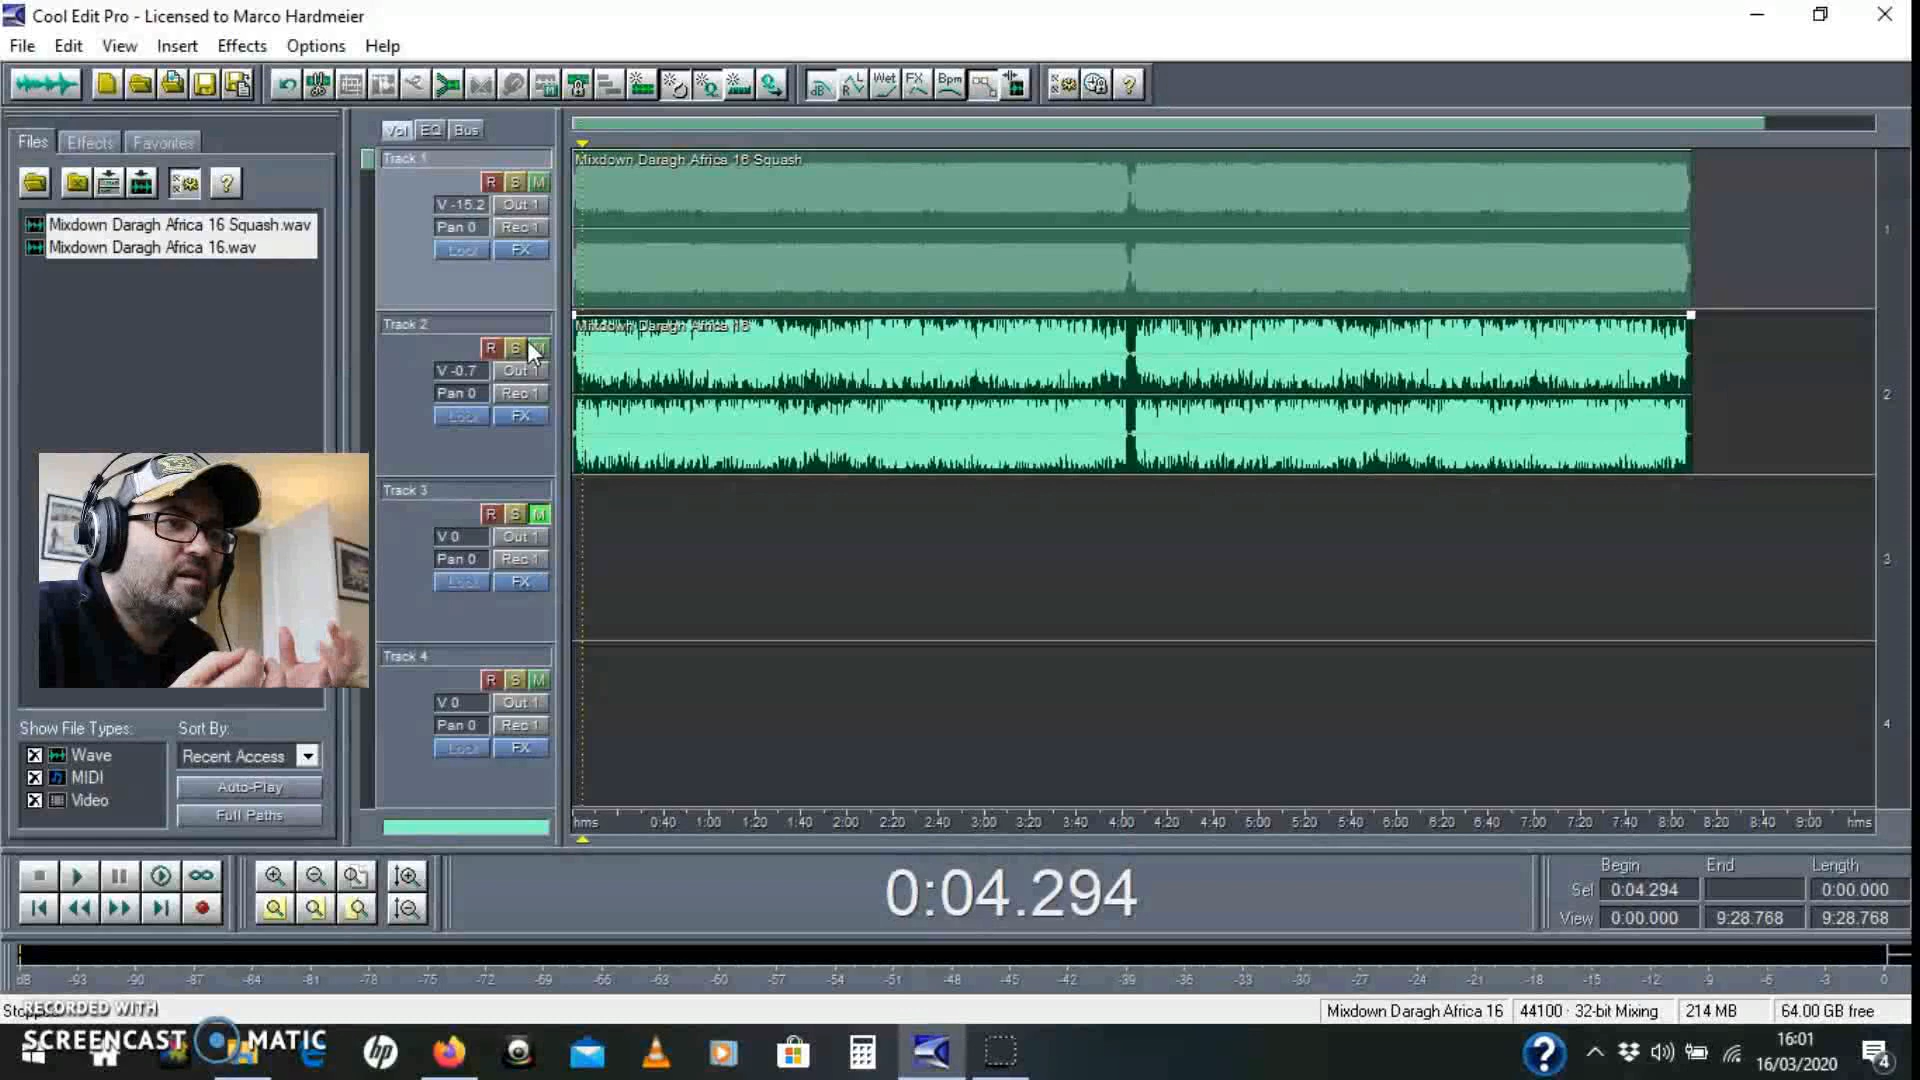 Cool Edit Pro - Licensed to Marco Hardmeier
File Edit View Insert Effects Options Help
Wet FX Bpm
Files Effects Favorites
Vol EQ Bus
Mixdown Daragh Africa 16 Squash.wav
Mixdown Daragh Africa 16.wav
Track 1
R S M
V -15.2 Out 1
Pan 0 Rec 1
Lock FX
Mixdown Daragh Africa 16 Squash
1
Track 2
R S M
V -0.7 Out 1
Pan 0 Rec 1
Lock FX
Mixdown Daragh Africa 16
2
Track 3
R S M
V 0 Out 1
Pan 0 Rec 1
Lock FX
3
Track 4
R S M
V 0 Out 1
Pan 0 Rec 1
Lock FX
4
Show File Types: Sort By:
Wave
MIDI
Video
Recent Access
Auto-Play
Full Paths
hms 0:40 1:00 1:20 1:40 2:00 2:20 2:40 3:00 3:20 3:40 4:00 4:20 4:40 5:00 5:20 5:40 6:00 6:20 6:40 7:00 7:20 7:40 8:00 8:20 8:40 9:00 hms
0:04.294
Begin End Length
Sel 0:04.294 0:00.000
View 0:00.000 9:28.768 9:28.768
dB -93 -90 -87 -84 -81 -78 -75 -72 -69 -66 -63 -60 -57 -54 -51 -48 -45 -42 -39 -36 -33 -30 -27 -24 -21 -18 -15 -12 -9 -6 -3 0
Mixdown Daragh Africa 16 44100 · 32-bit Mixing 214 MB 64.00 GB free
RECORDED WITH
SCREENCAST MATIC
hp
16:01
16/03/2020
4